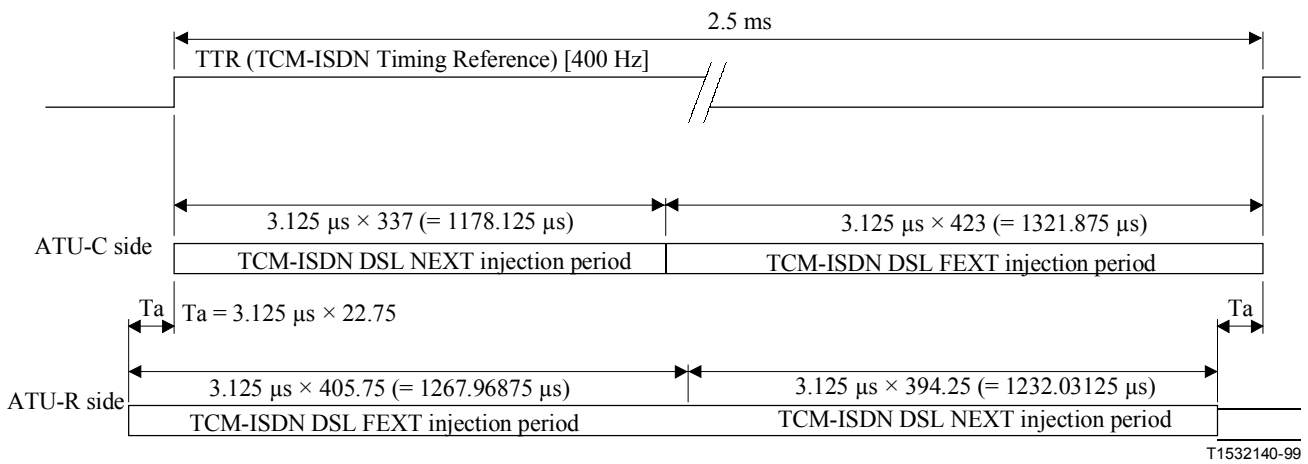 2.5 ms
TTR (TCM-ISDN Timing Reference) [400 Hz]
3.125 µs × 337 (= 1178.125 µs)
3.125 µs × 423 (= 1321.875 µs)
ATU-C side
TCM-ISDN DSL NEXT injection period
TCM-ISDN DSL FEXT injection period
Ta
Ta = 3.125 µs × 22.75
Ta
3.125 µs × 405.75 (= 1267.96875 µs)
3.125 µs × 394.25 (= 1232.03125 µs)
ATU-R side
TCM-ISDN DSL FEXT injection period
TCM-ISDN DSL NEXT injection period
T1532140-99